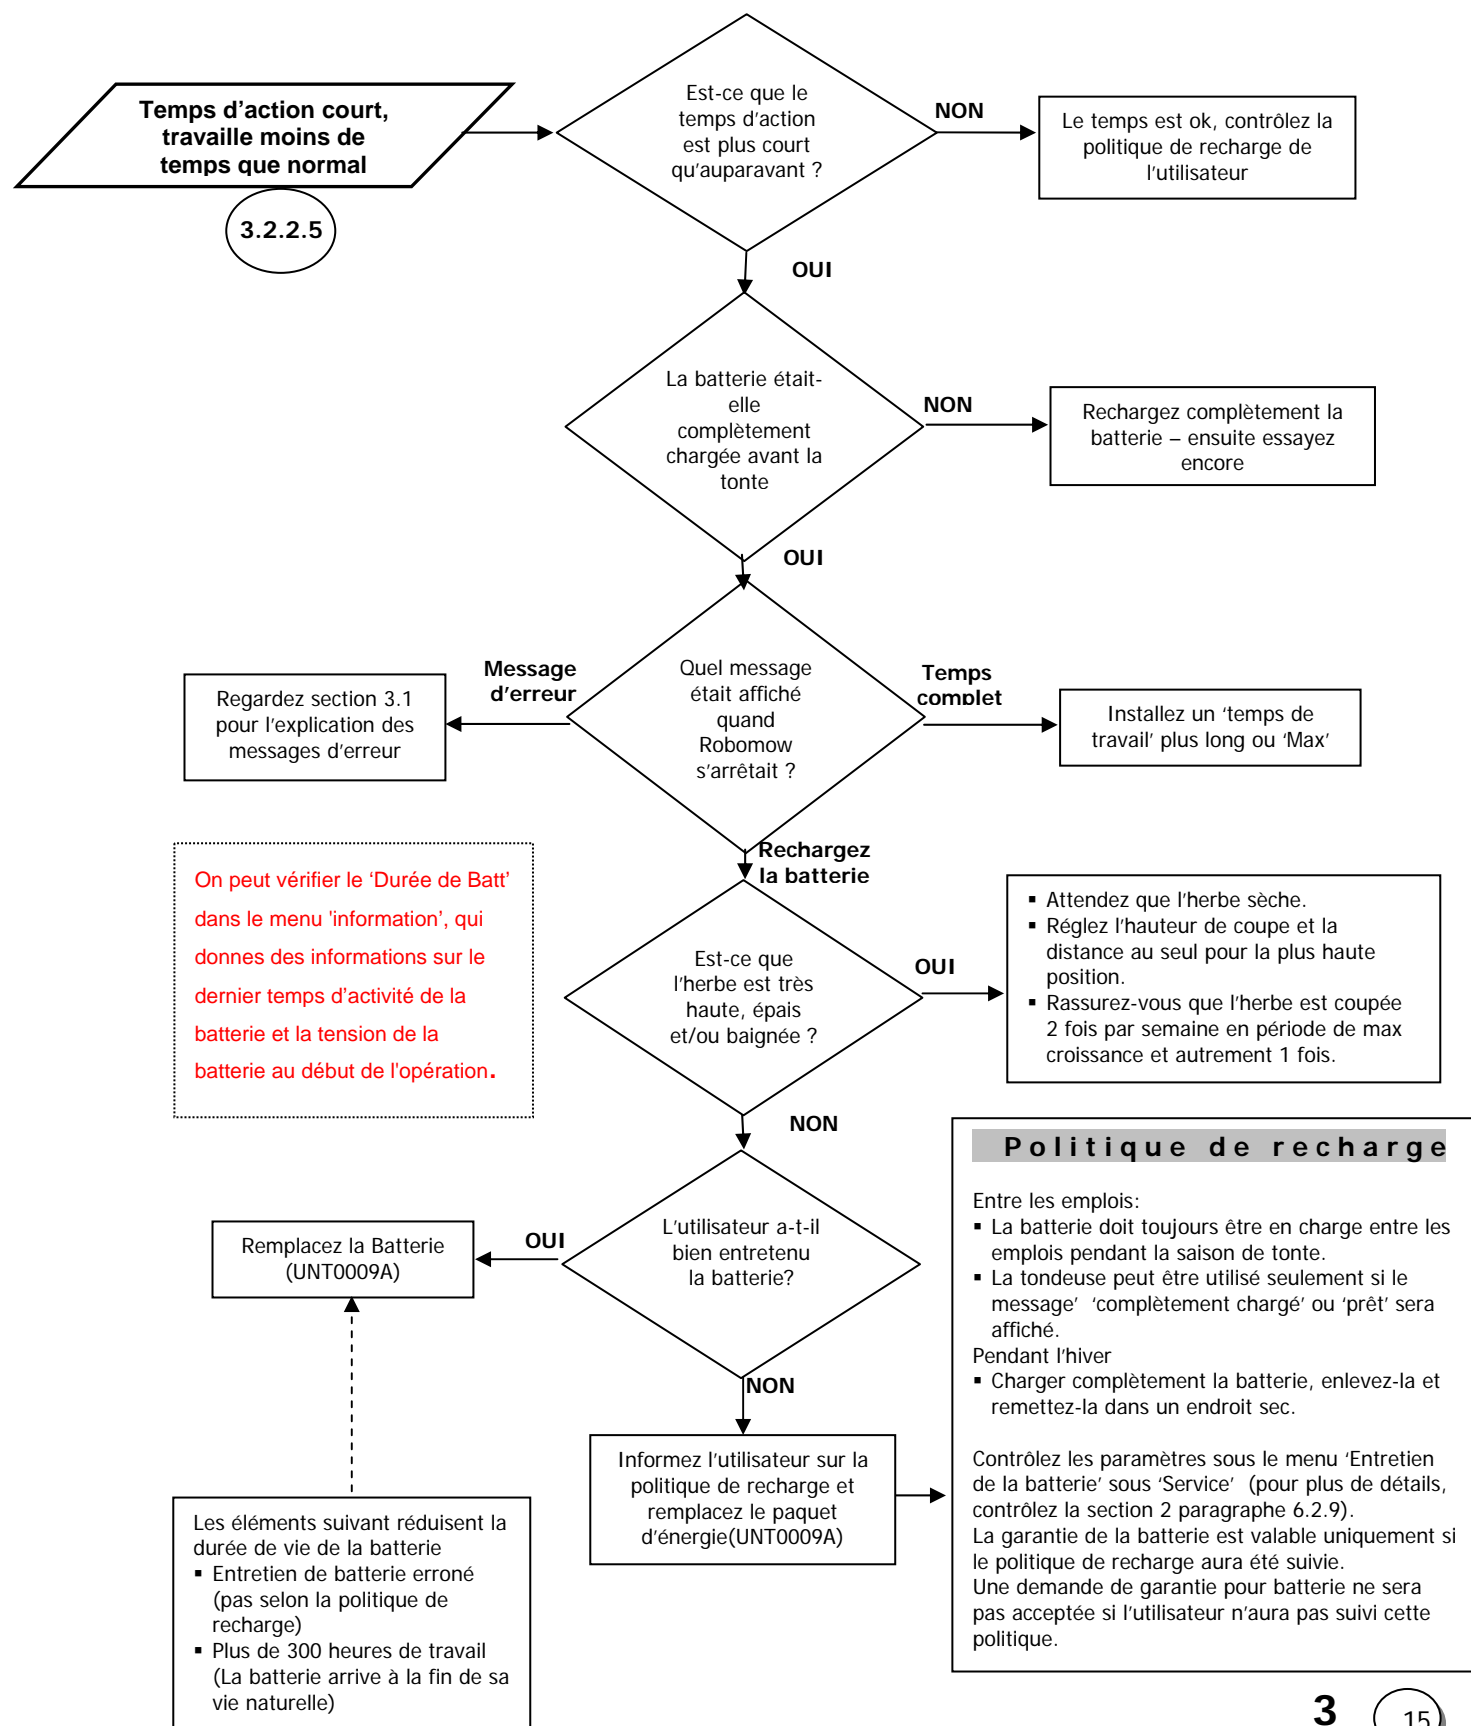 Temps d'action court,
travaille moins de
temps que normal
3.2.2.5
Est-ce que le
temps d'action
est plus court
qu'auparavant ?
NON
Le temps est ok, contrôlez la
politique de recharge de
l'utilisateur
OUI
La batterie était-
elle
complètement
chargée avant la
tonte
NON
Rechargez complètement la
batterie – ensuite essayez
encore
OUI
Quel message
était affiché
quand
Robomow
s'arrêtait ?
Message
d'erreur
Regardez section 3.1
pour l'explication des
messages d'erreur
Temps
complet
Installez un 'temps de
travail' plus long ou 'Max'
Rechargez
la batterie
On peut vérifier le 'Durée de Batt'
dans le menu 'information', qui
donnes des informations sur le
dernier temps d'activité de la
batterie et la tension de la
batterie au début de l'opération.
Est-ce que
l'herbe est très
haute, épais
et/ou baignée ?
OUI
▪ Attendez que l'herbe sèche.
▪ Réglez l'hauteur de coupe et la
distance au seul pour la plus haute
position.
▪ Rassurez-vous que l'herbe est coupée
2 fois par semaine en période de max
croissance et autrement 1 fois.
NON
L'utilisateur a-t-il
bien entretenu
la batterie?
OUI
Remplacez la Batterie
(UNT0009A)
NON
Informez l'utilisateur sur la
politique de recharge et
remplacez le paquet
d'énergie(UNT0009A)
Politique de recharge
Entre les emplois:
▪ La batterie doit toujours être en charge entre les
emplois pendant la saison de tonte.
▪ La tondeuse peut être utilisé seulement si le
message' 'complètement chargé' ou 'prêt' sera
affiché.
Pendant l'hiver
▪ Charger complètement la batterie, enlevez-la et
remettez-la dans un endroit sec.
Contrôlez les paramètres sous le menu 'Entretien
de la batterie' sous 'Service' (pour plus de détails,
contrôlez la section 2 paragraphe 6.2.9).
La garantie de la batterie est valable uniquement si
le politique de recharge aura été suivie.
Une demande de garantie pour batterie ne sera
pas acceptée si l'utilisateur n'aura pas suivi cette
politique.
Les éléments suivant réduisent la
durée de vie de la batterie
▪ Entretien de batterie erroné
(pas selon la politique de
recharge)
▪ Plus de 300 heures de travail
(La batterie arrive à la fin de sa
vie naturelle)
3
15